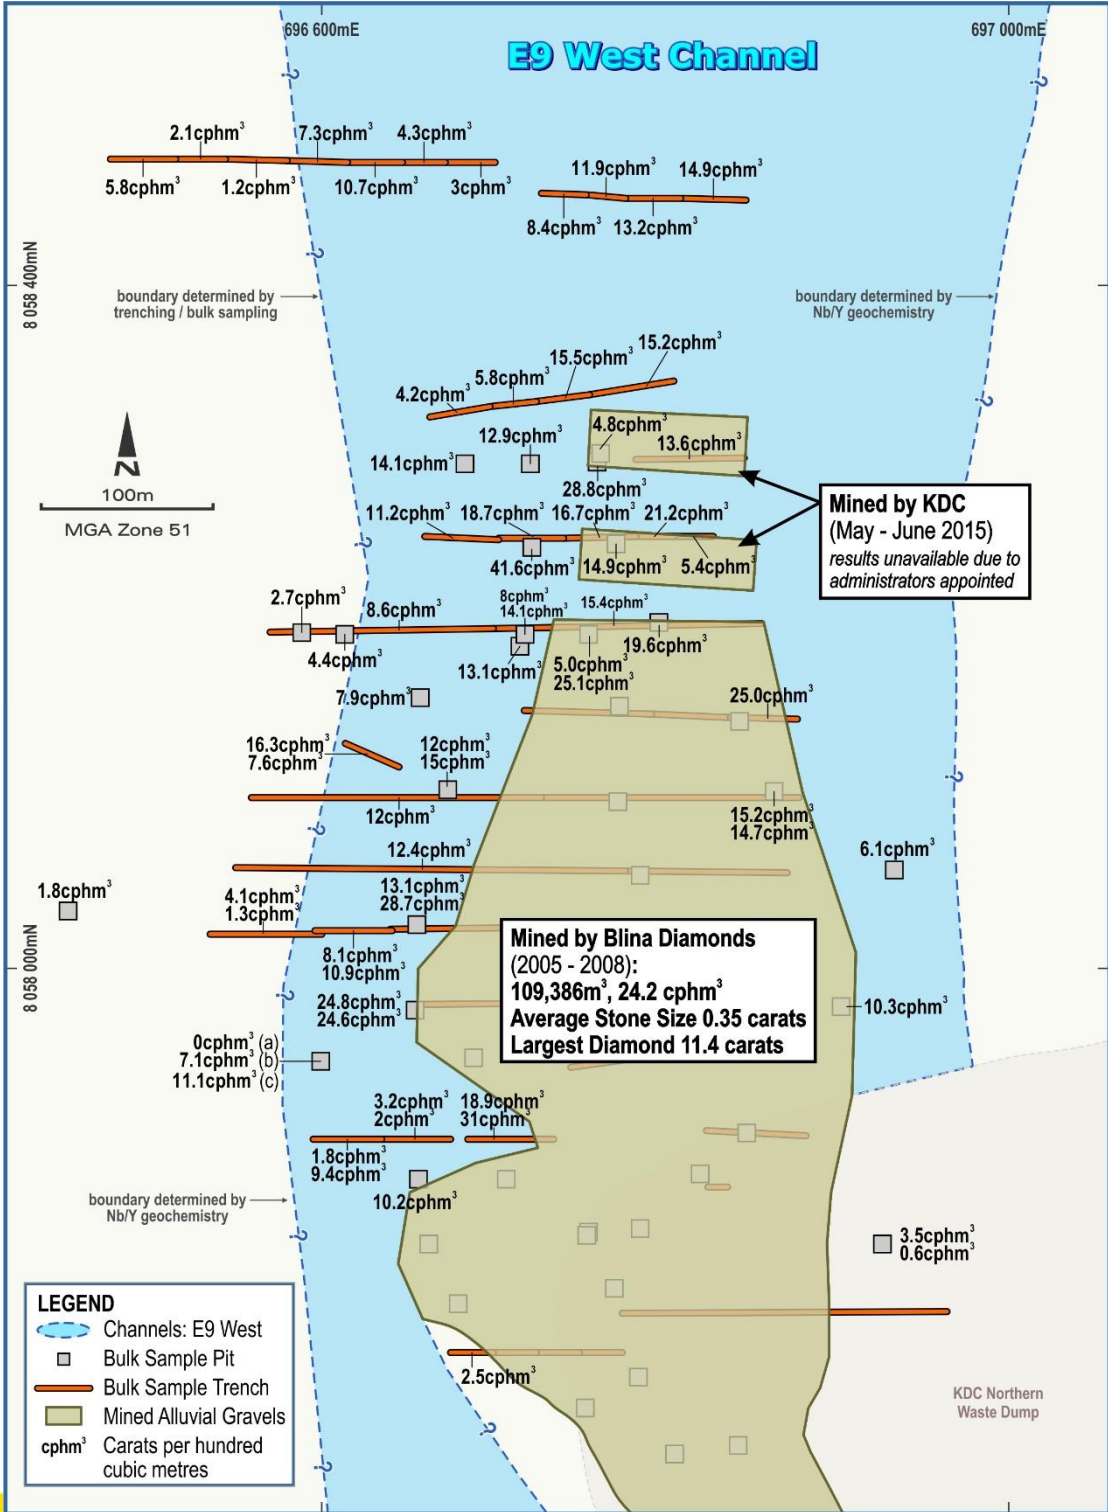 696 600mE
697 000mE
E9 West Channel
2.1cphm³
7.3cphm³
4.3cphm³
5.8cphm³
1.2cphm³
10.7cphm³
3cphm³
11.9cphm³
14.9cphm³
8.4cphm³
13.2cphm³
8 058 400mN
boundary determined by
trenching / bulk sampling
boundary determined by
Nb/Y geochemistry
4.2cphm³
5.8cphm³
15.5cphm³
15.2cphm³
N
100m
MGA Zone 51
14.1cphm³
12.9cphm³
4.8cphm³
13.6cphm³
28.8cphm³
Mined by KDC
(May - June 2015)
results unavailable due to
administrators appointed
11.2cphm³
18.7cphm³
16.7cphm³
21.2cphm³
41.6cphm³
14.9cphm³
5.4cphm³
2.7cphm³
8.6cphm³
8cphm³
14.1cphm³
15.4cphm³
4.4cphm³
13.1cphm³
5.0cphm³
25.1cphm³
19.6cphm³
7.9cphm³
25.0cphm³
16.3cphm³
7.6cphm³
12cphm³
15cphm³
12cphm³
15.2cphm³
14.7cphm³
12.4cphm³
6.1cphm³
1.8cphm³
4.1cphm³
1.3cphm³
13.1cphm³
28.7cphm³
8.1cphm³
10.9cphm³
8 058 000mN
Mined by Blina Diamonds
(2005 - 2008):
109,386m³, 24.2 cphm³
Average Stone Size 0.35 carats
Largest Diamond 11.4 carats
24.8cphm³
24.6cphm³
10.3cphm³
0cphm³ (a)
7.1cphm³ (b)
11.1cphm³ (c)
3.2cphm³
2cphm³
18.9cphm³
31cphm³
1.8cphm³
9.4cphm³
10.2cphm³
boundary determined by
Nb/Y geochemistry
3.5cphm³
0.6cphm³
2.5cphm³
KDC Northern
Waste Dump
LEGEND
Channels: E9 West
Bulk Sample Pit
Bulk Sample Trench
Mined Alluvial Gravels
cphm³ Carats per hundred
cubic metres
?
?
?
?
?
?
?
?
?
?
?
?